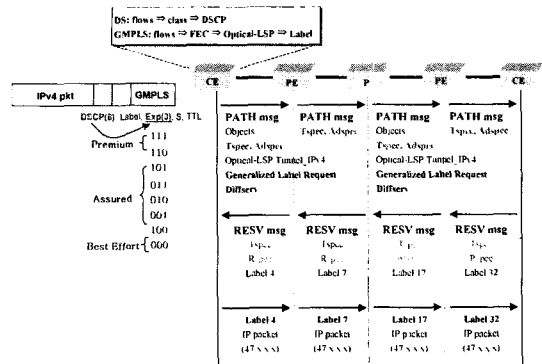 DS: flows ⇒ class ⇒ DSCP
GMPLS: flows ⇒ FEC ⇒ Optical-LSP ⇒ Label
CE PE P PE CE
IPv4 pkt GMPLS
DSCP(6) Label, Exp(3), S, TTL
Premium
111
110
Assured
101
011
010
001
100
Best Effort
000
PATH msg
Objects
Tspec, Adspec
Optical-LSP Tunnel_IPv4
Generalized Label Request
Diffserv
PATH msg
Tspec, Adspec
PATH msg
Objects
Tspec, Adspec
Optical-LSP Tunnel_IPv4
Generalized Label Request
Diffserv
PATH msg
Tspec, Adspec
RESV msg
Tspec
Label 4
RESV msg
Tspec
Label 7
RESV msg
Label 17
RESV msg
Label 32
Label 4
IP packet
(47.x.x.x)
Label 7
IP packet
(47.x.x.x)
Label 17
IP packet
(47.x.x.x)
Label 32
IP packet
(47.x.x.x)